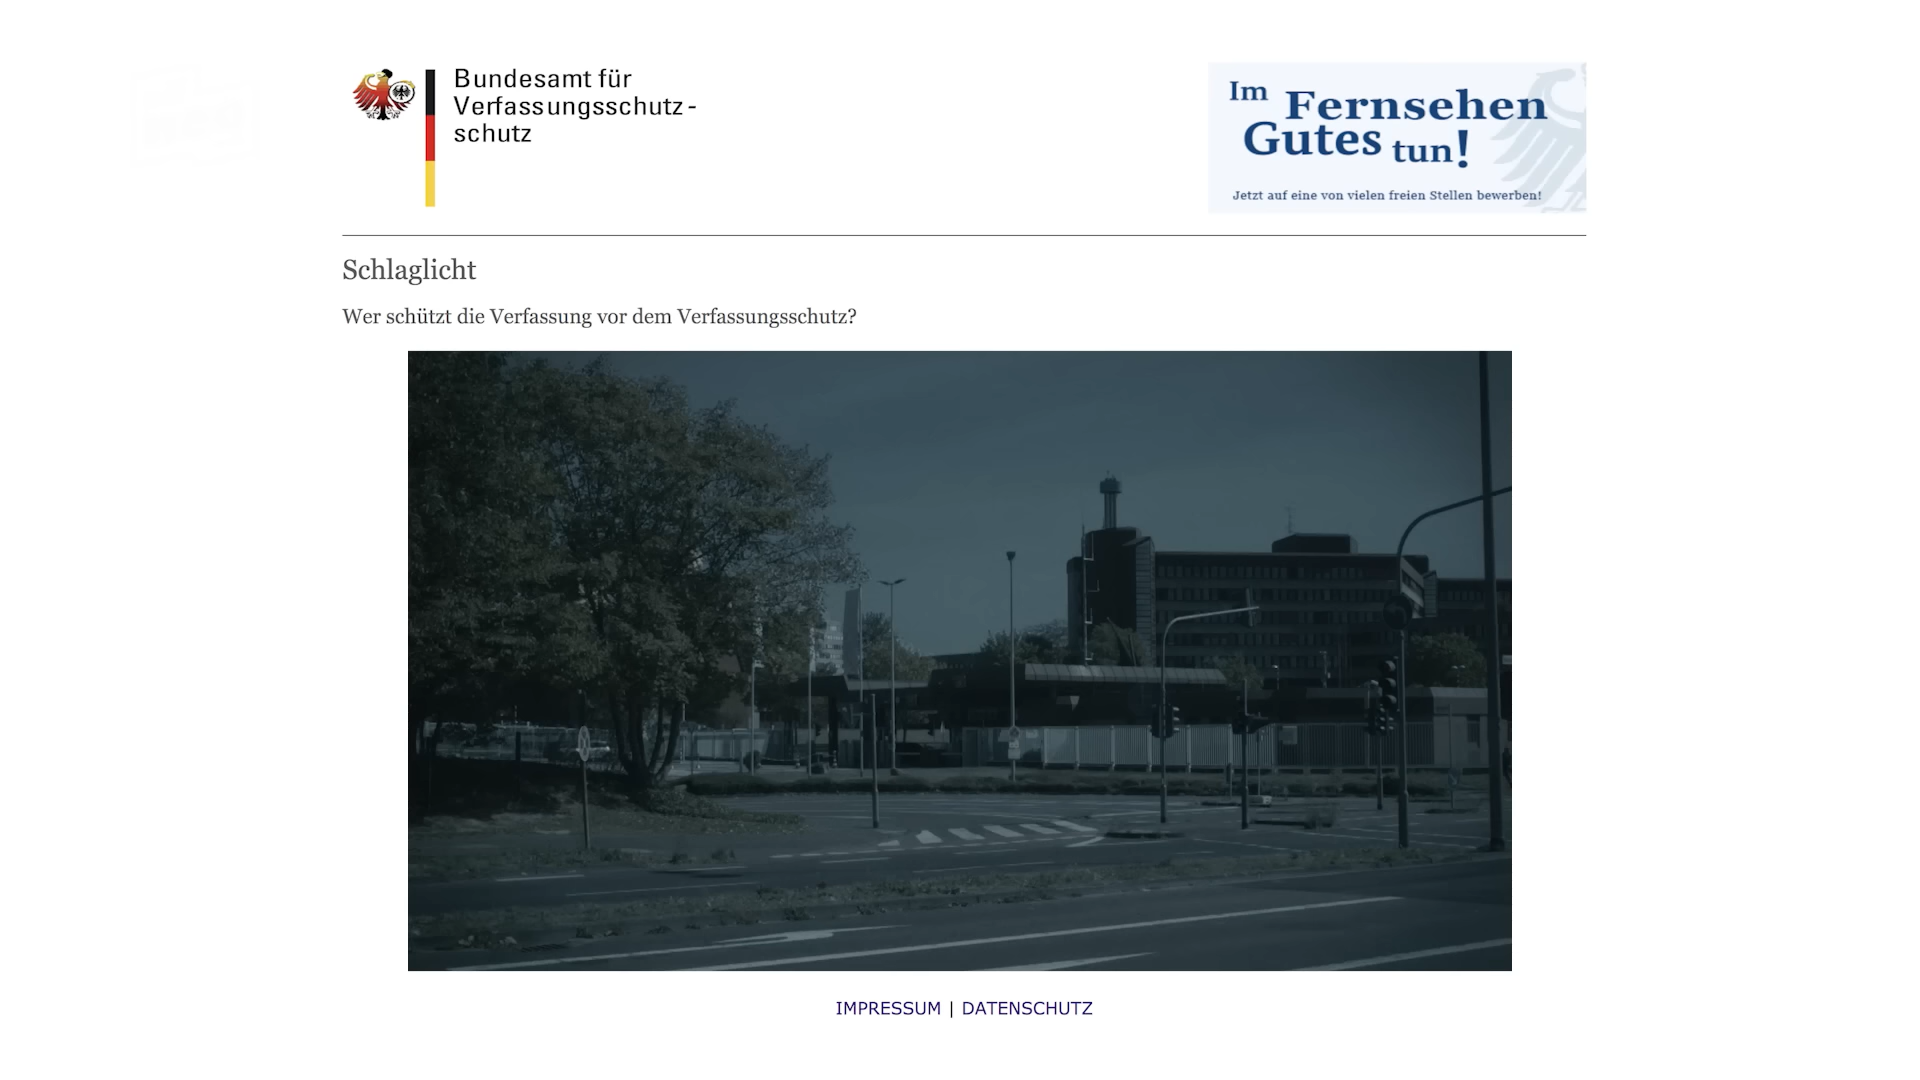 Bundesamt für
Verfassungsschutz-
schutz
Im Fernsehen
Gutes tun!
Jetzt auf eine von vielen freien Stellen bewerben!
Schlaglicht
Wer schützt die Verfassung vor dem Verfassungsschutz?
IMPRESSUM | DATENSCHUTZ